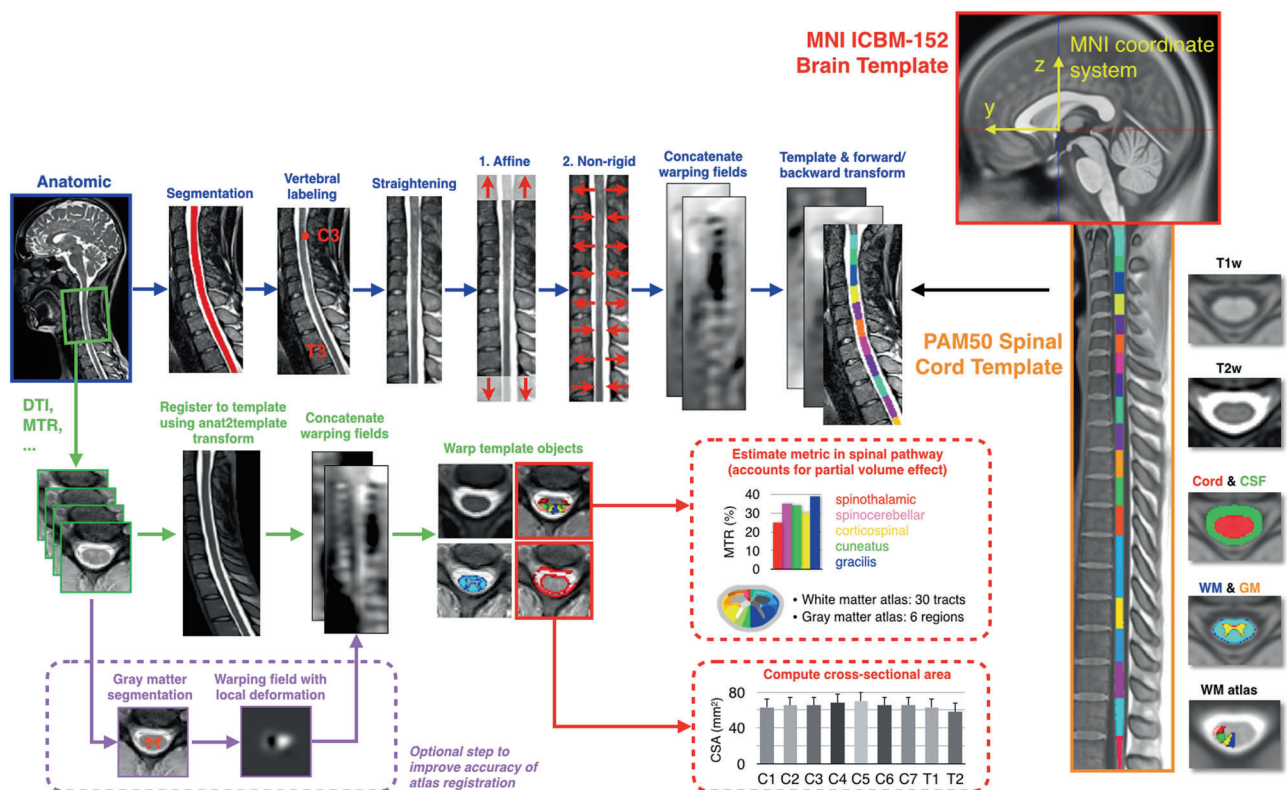 MNI ICBM-152
Brain Template
MNI coordinate
system
z
y
Anatomic
Segmentation
Vertebral
labeling
Straightening
1. Affine
2. Non-rigid
Concatenate
warping fields
Template & forward/
backward transform
C3
T3
PAM50 Spinal
Cord Template
T1w
T2w
Cord & CSF
WM & GM
WM atlas
DTI,
MTR,
...
Register to template
using anat2template
transform
Concatenate
warping fields
Warp template objects
Estimate metric in spinal pathway
(accounts for partial volume effect)
MTR (%)
40
30
20
10
0
spinothalamic
spinocerebellar
corticospinal
cuneatus
gracilis
• White matter atlas: 30 tracts
• Gray matter atlas: 6 regions
Gray matter
segmentation
Warping field with
local deformation
Optional step to
improve accuracy of
atlas registration
Compute cross-sectional area
CSA (mm²)
80
60
0
C1 C2 C3 C4 C5 C6 C7 T1 T2